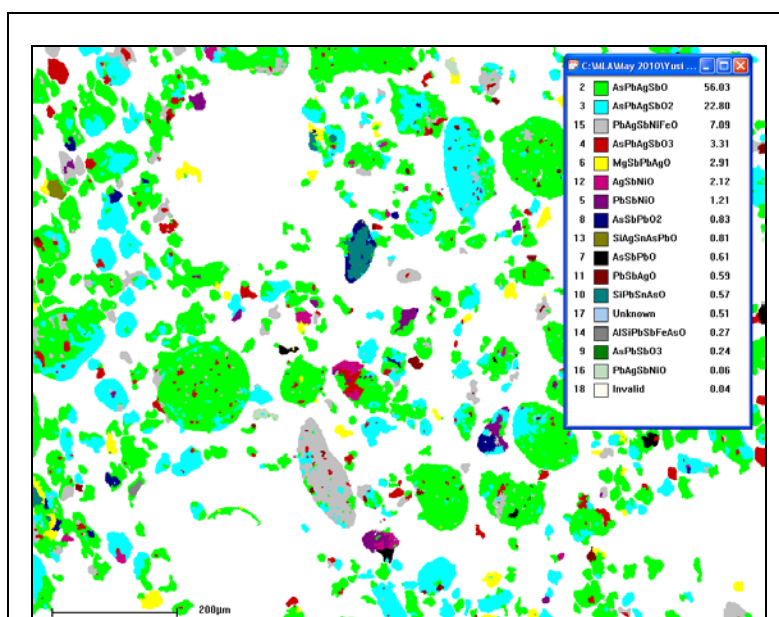 C:\MLA\May 2010\Yusi ...
2 AsPbAgSbO 56.03
3 AsPbAgSbO2 22.80
15 PbAgSbNiFeO 7.09
4 AsPbAgSbO3 3.31
6 MgSbPbAgO 2.91
12 AgSbNiO 2.12
5 PbSbNiO 1.21
8 AsSbPbO2 0.83
13 SiAgSnAsPbO 0.81
7 AsSbPbO 0.61
11 PbSbAgO 0.59
10 SiPbSnAsO 0.57
17 Unknown 0.51
14 AlSiPbSbFeAsO 0.27
9 AsPbSbO3 0.24
16 PbAgSbNiO 0.06
18 Invalid 0.04
200µm